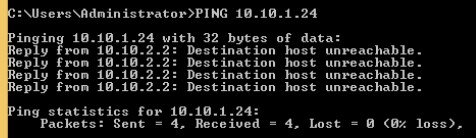 C:\Users\Administrator>PING 10.10.1.24
Pinging 10.10.1.24 with 32 bytes of data:
Reply from 10.10.2.2: Destination host unreachable.
Reply from 10.10.2.2: Destination host unreachable.
Reply from 10.10.2.2: Destination host unreachable.
Reply from 10.10.2.2: Destination host unreachable.
Ping statistics for 10.10.1.24:
Packets: Sent = 4, Received = 4, Lost = 0 (0% loss),